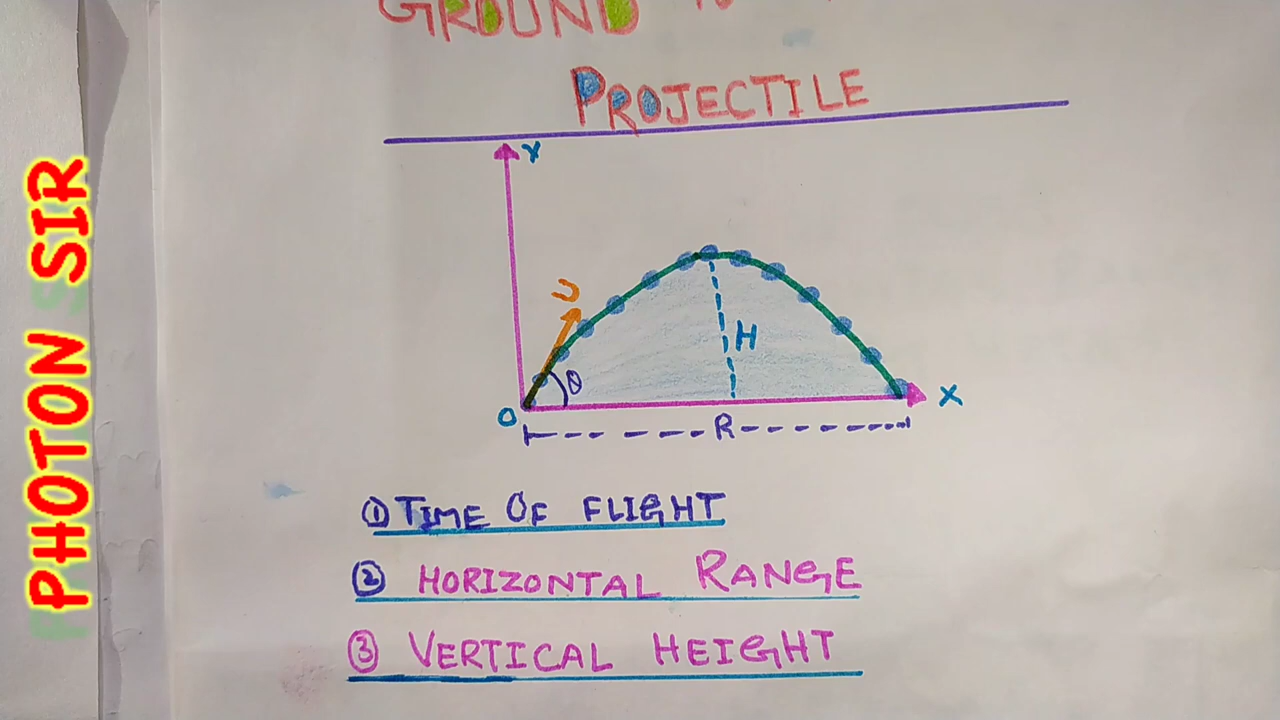 GROUND
PROJECTILE
Y
U
H
θ
O
X
R
① TIME OF FLIGHT
② HORIZONTAL RANGE
③ VERTICAL HEIGHT
PHOTON SIR